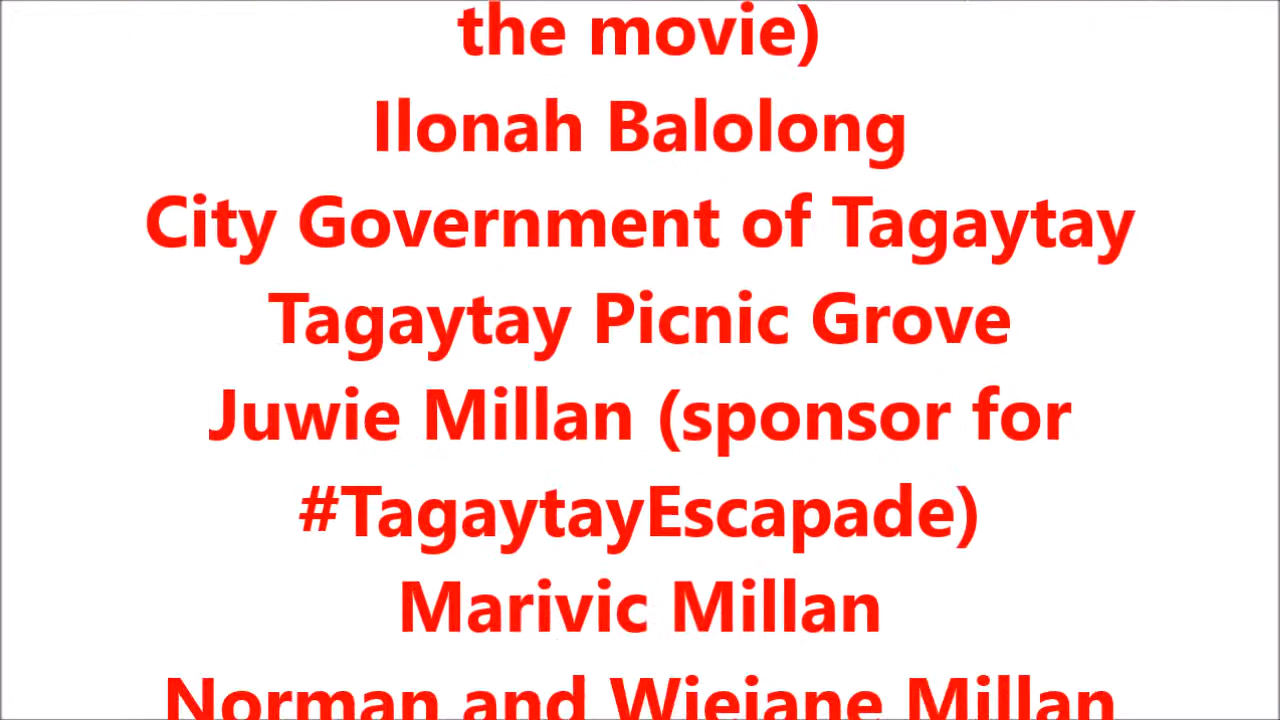 the movie)
Ilonah Balolong
City Government of Tagaytay
Tagaytay Picnic Grove
Juwie Millan (sponsor for
#TagaytayEscapade)
Marivic Millan
Norman and Wiejane Millan